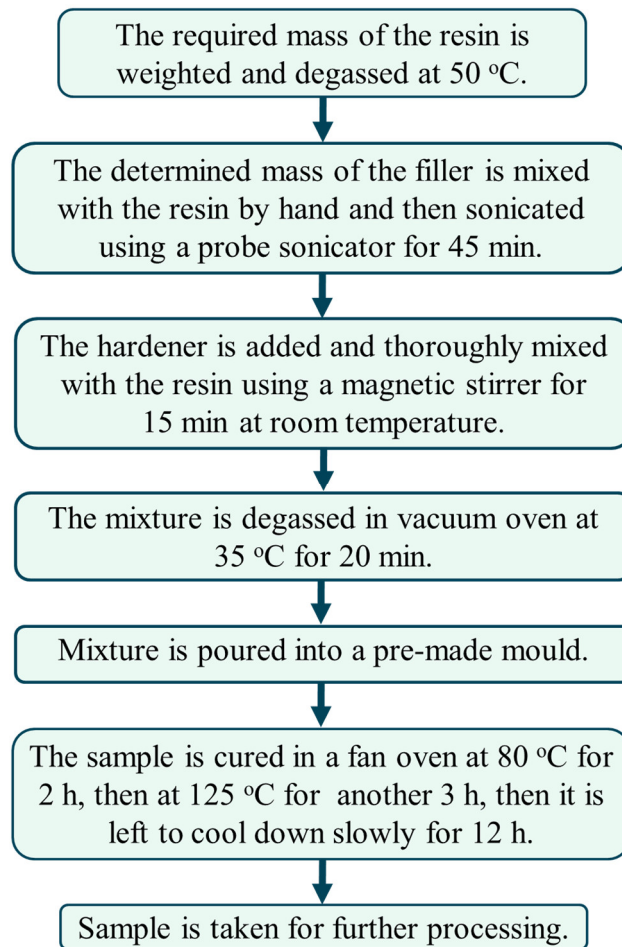 The required mass of the resin is
weighted and degassed at 50 °C.
The determined mass of the filler is mixed
with the resin by hand and then sonicated
using a probe sonicator for 45 min.
The hardener is added and thoroughly mixed
with the resin using a magnetic stirrer for
15 min at room temperature.
The mixture is degassed in vacuum oven at
35 °C for 20 min.
Mixture is poured into a pre-made mould.
The sample is cured in a fan oven at 80 °C for
2 h, then at 125 °C for another 3 h, then it is
left to cool down slowly for 12 h.
Sample is taken for further processing.